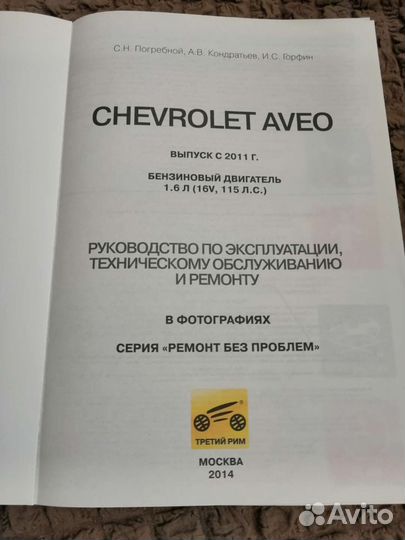 С.Н. Погребной, А.В. Кондратьев, И.С. Горфин
CHEVROLET AVEO
ВЫПУСК С 2011 Г.
БЕНЗИНОВЫЙ ДВИГАТЕЛЬ
1.6 Л (16V, 115 Л.С.)
РУКОВОДСТВО ПО ЭКСПЛУАТАЦИИ,
ТЕХНИЧЕСКОМУ ОБСЛУЖИВАНИЮ
И РЕМОНТУ
В ФОТОГРАФИЯХ
СЕРИЯ «РЕМОНТ БЕЗ ПРОБЛЕМ»
ТРЕТИЙ РИМ
МОСКВА
2014
Avito